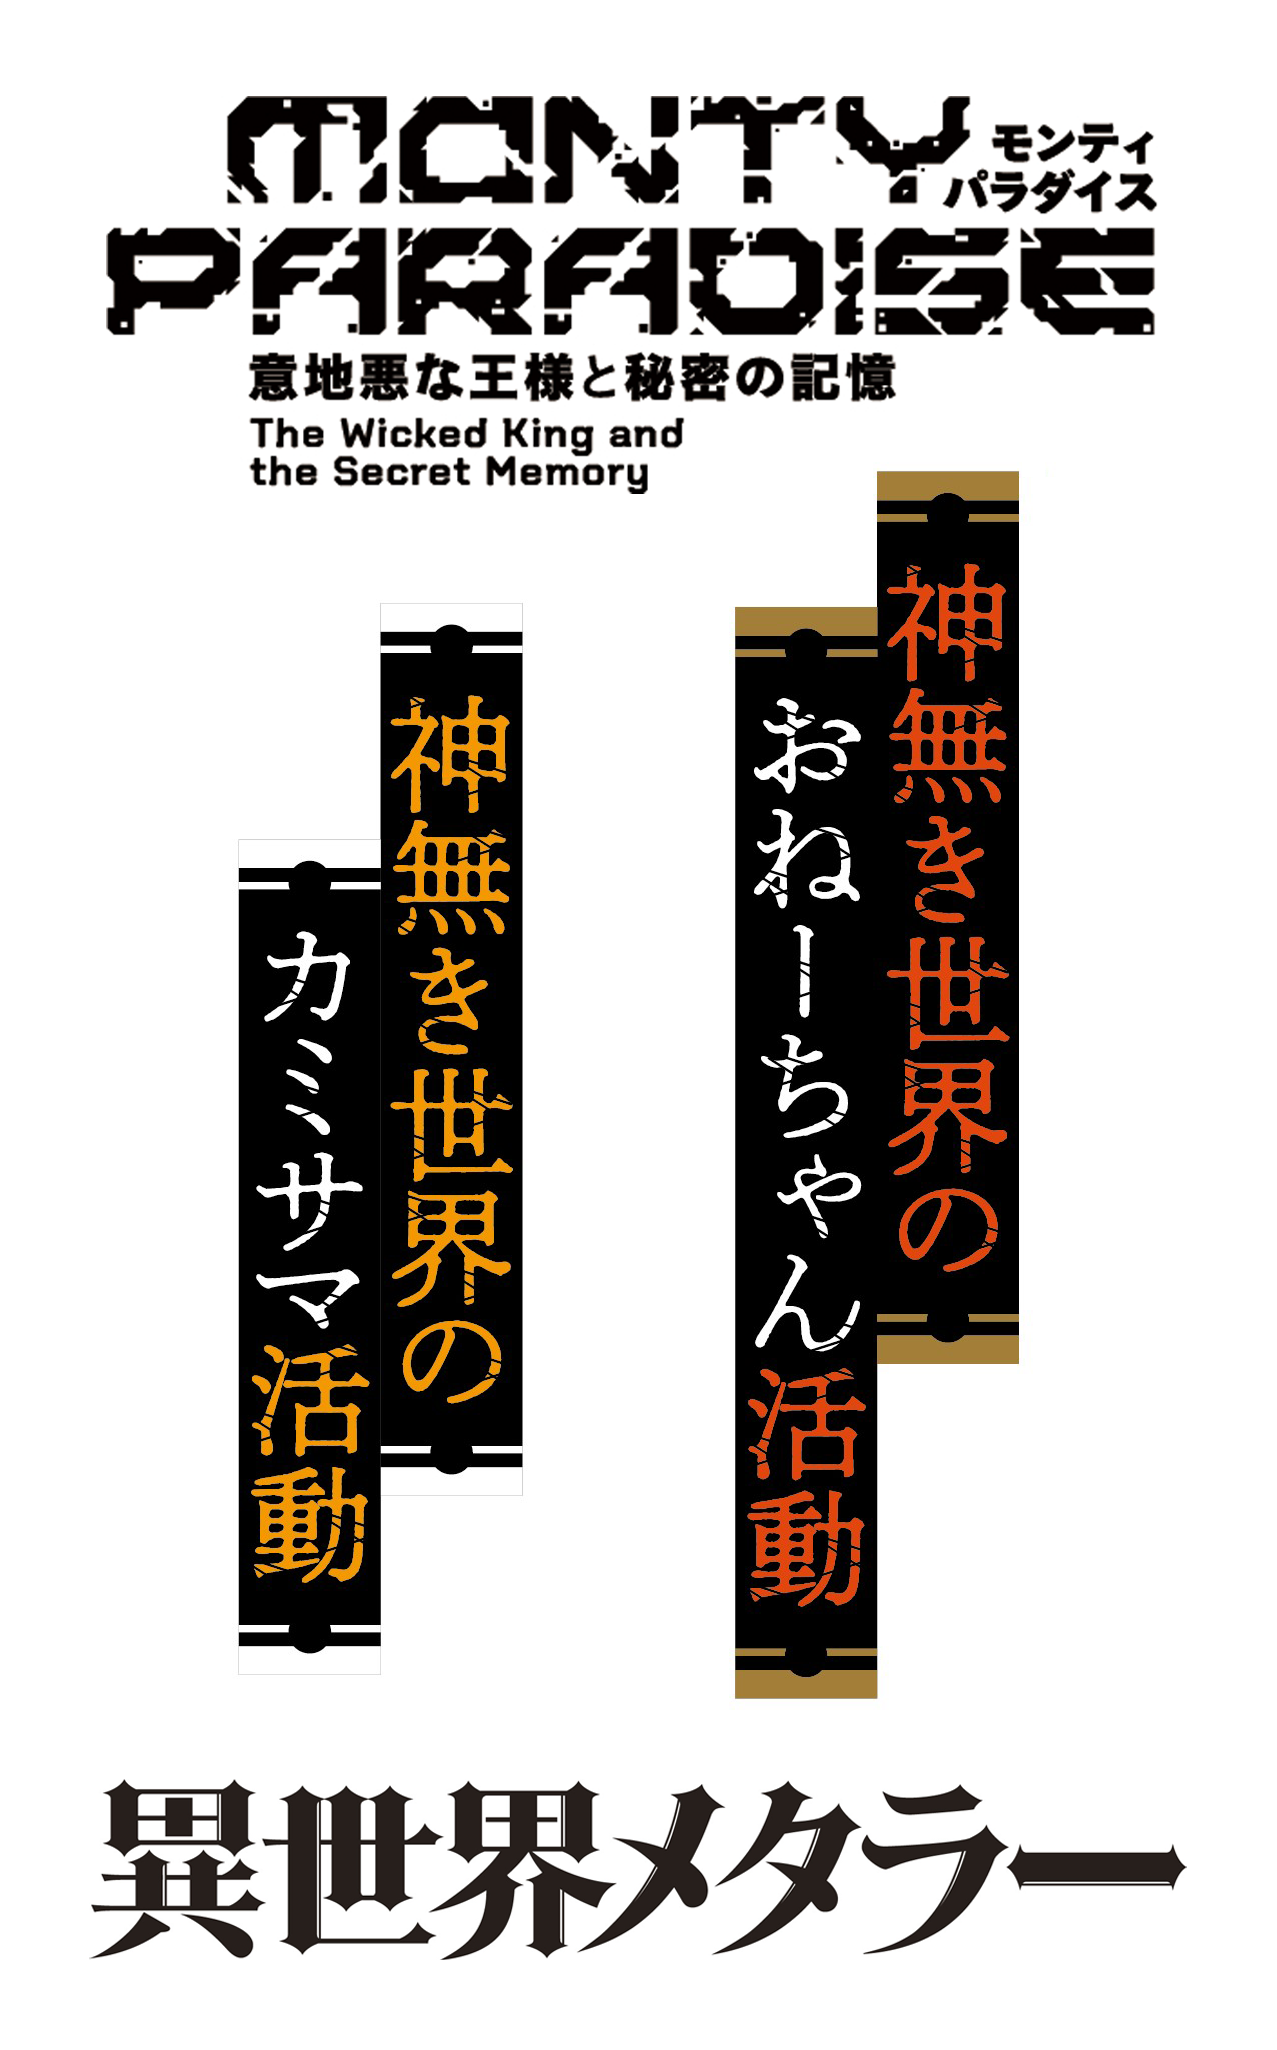 MONTY
モンティ
パラダイス
PARADISE
意地悪な王様と秘密の記憶
The Wicked King and
the Secret Memory
神無き世界の
カミサマ活動
神無き世界の
おねーちゃん活動
異世界メタラー